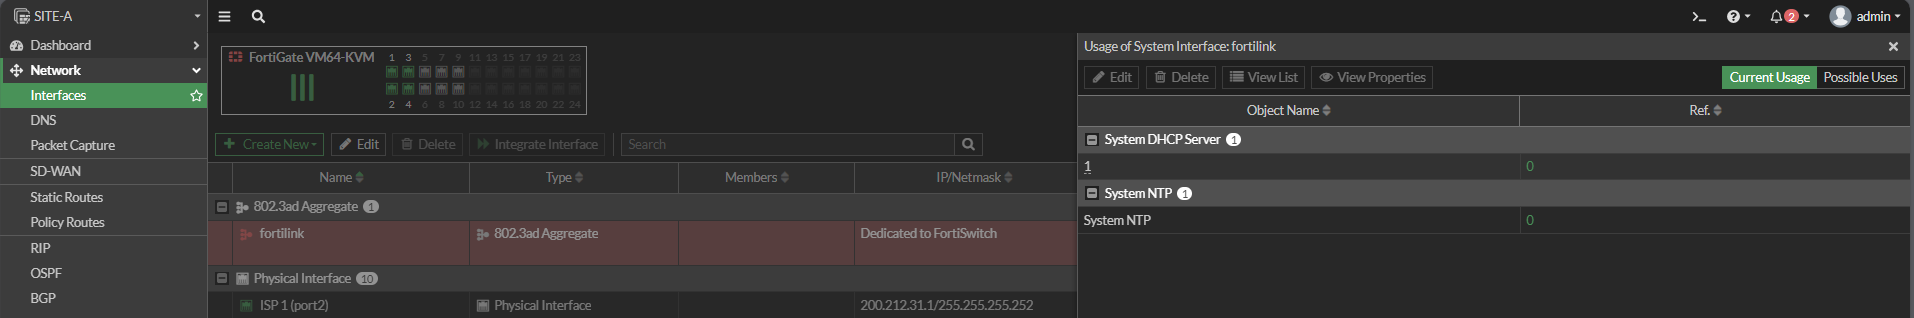 SITE-A
2
admin
Dashboard
Network
Interfaces
DNS
Packet Capture
SD-WAN
Static Routes
Policy Routes
RIP
OSPF
BGP
FortiGate VM64-KVM
1 3 5 7 9 11 13 15 17 19 21 23
2 4 6 8 10 12 14 16 18 20 22 24
Create New Edit Delete Integrate Interface Search
Name Type Members IP/Netmask
802.3ad Aggregate 1
fortilink 802.3ad Aggregate Dedicated to FortiSwitch
Physical Interface 10
ISP 1 (port2) Physical Interface 200.212.31.1/255.255.255.252
Usage of System Interface: fortilink
Edit Delete View List View Properties Current Usage Possible Uses
Object Name Ref.
System DHCP Server 1
1 0
System NTP 1
System NTP 0